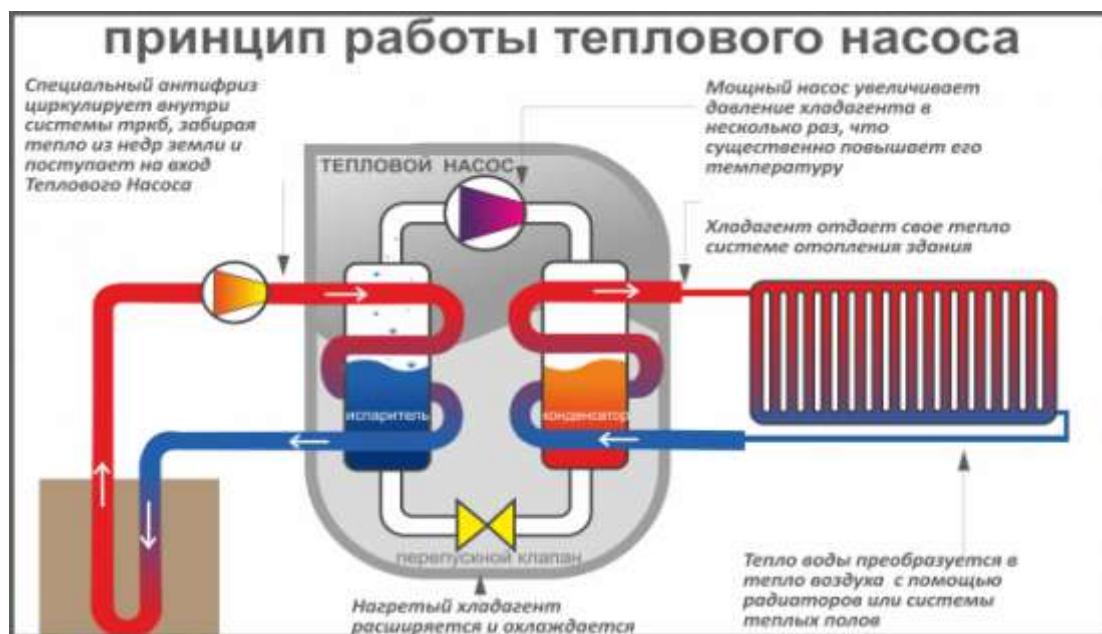 принцип работы теплового насоса
Специальный антифриз
циркулирует внутри
системы тркб, забирая
тепло из недр земли и
поступает на вход
Теплового Насоса
Мощный насос увеличивает
давление хладагента в
несколько раз, что
существенно повышает его
температуру
ТЕПЛОВОЙ НАСОС
Хладагент отдает свое тепло
системе отопления здания
испаритель
конденсатор
перепускной клапан
Нагретый хладагент
расширяется и охлаждается
Тепло воды преобразуется в
тепло воздуха с помощью
радиаторов или системы
теплых полов